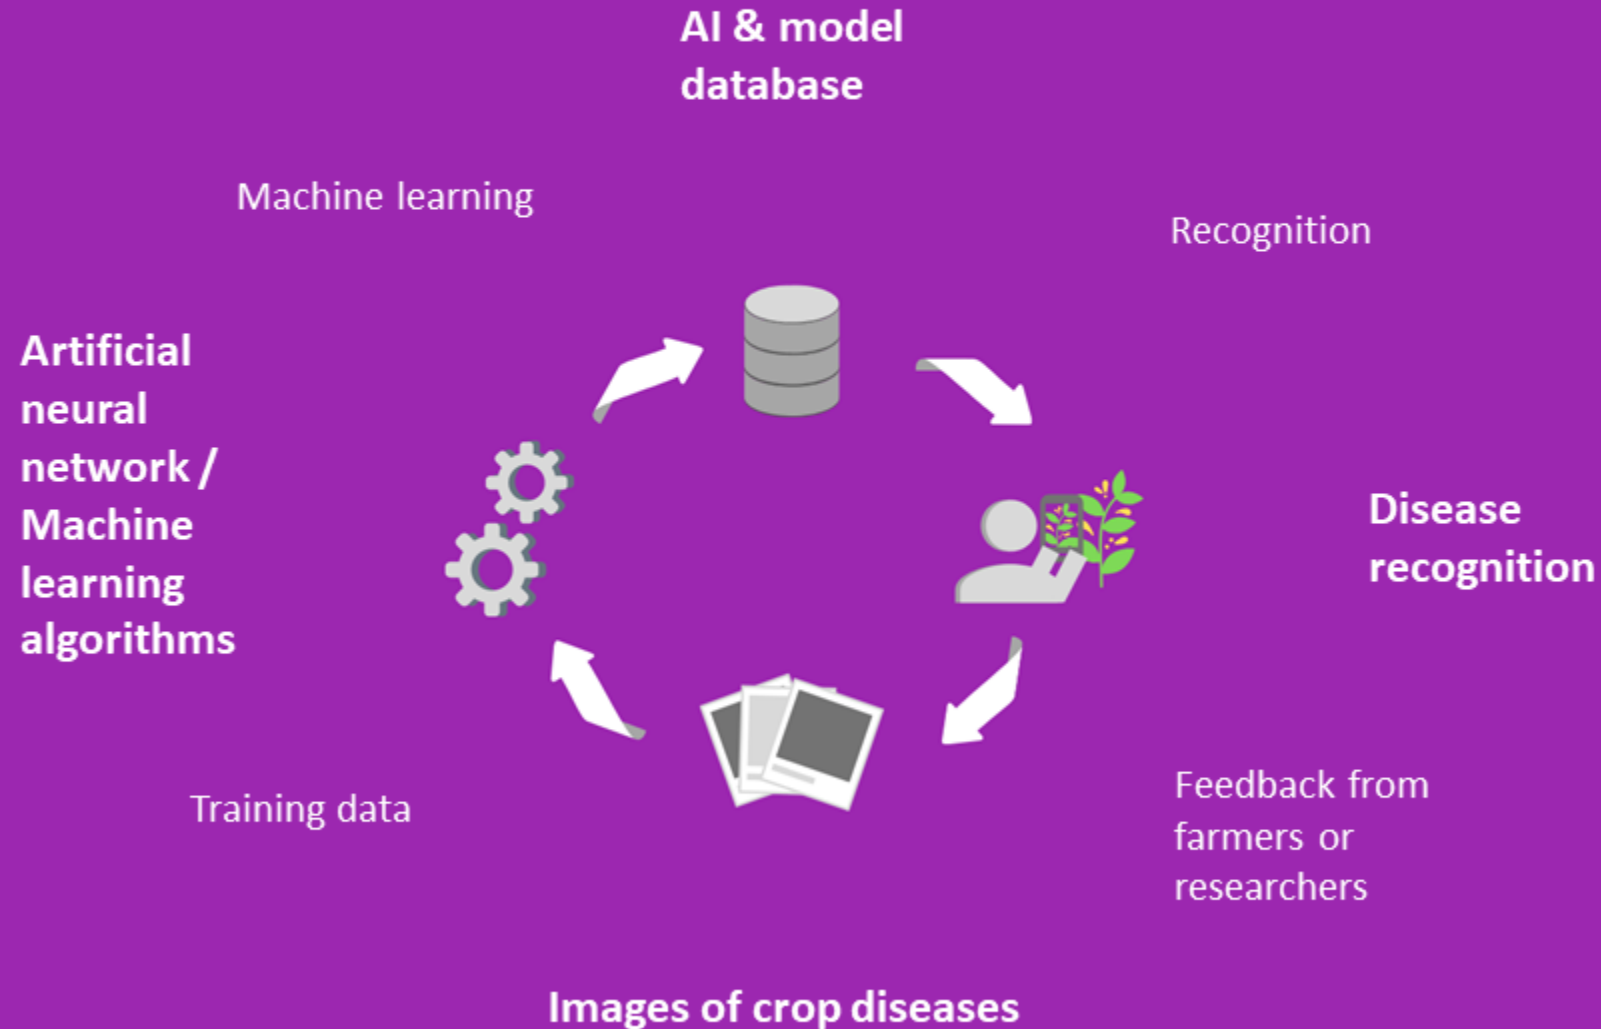 AI & model
database
Machine learning
Recognition
Artificial
neural
network /
Machine
learning
algorithms
Disease
recognition
Training data
Feedback from
farmers or
researchers
Images of crop diseases